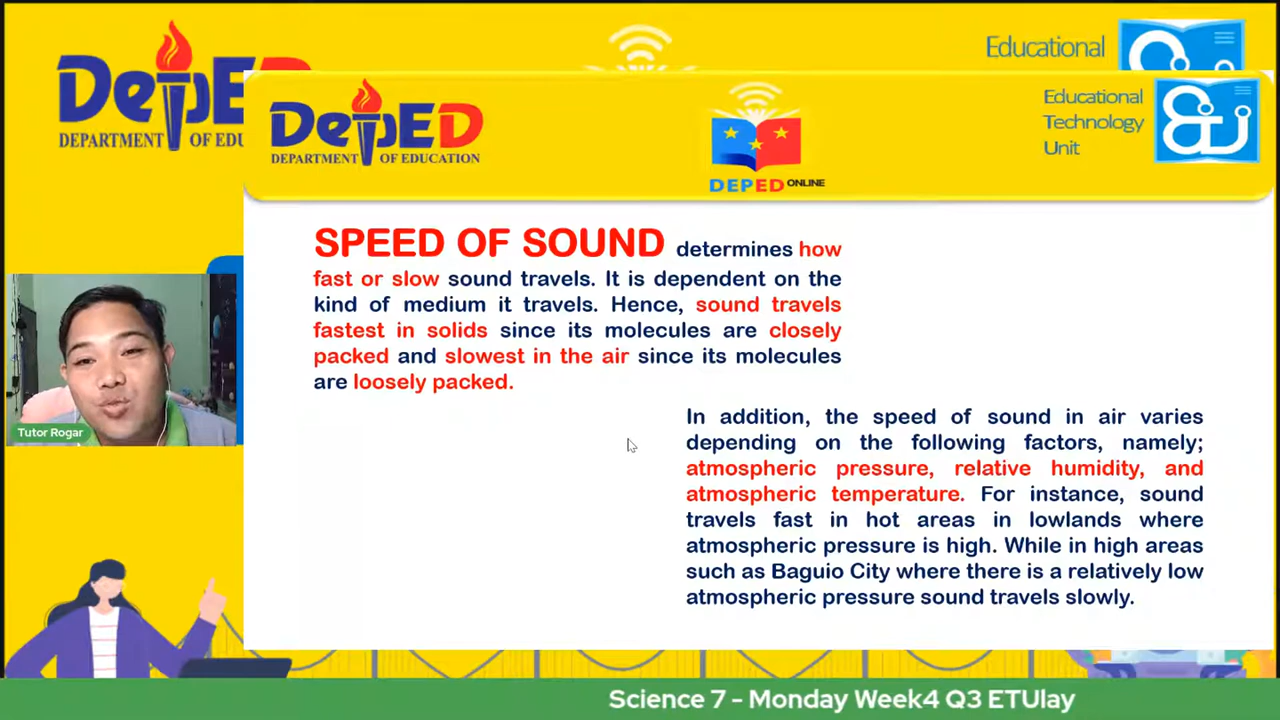 DepED
DEPARTMENT OF EDU
Educational
DepED
DEPARTMENT OF EDUCATION
DEPED ONLINE
Educational
Technology
Unit
SPEED OF SOUND determines how
fast or slow sound travels. It is dependent on the
kind of medium it travels. Hence, sound travels
fastest in solids since its molecules are closely
packed and slowest in the air since its molecules
are loosely packed.
In addition, the speed of sound in air varies
depending on the following factors, namely;
atmospheric pressure, relative humidity, and
atmospheric temperature. For instance, sound
travels fast in hot areas in lowlands where
atmospheric pressure is high. While in high areas
such as Baguio City where there is a relatively low
atmospheric pressure sound travels slowly.
Tutor Rogar
Science 7 - Monday Week4 Q3 ETUlay